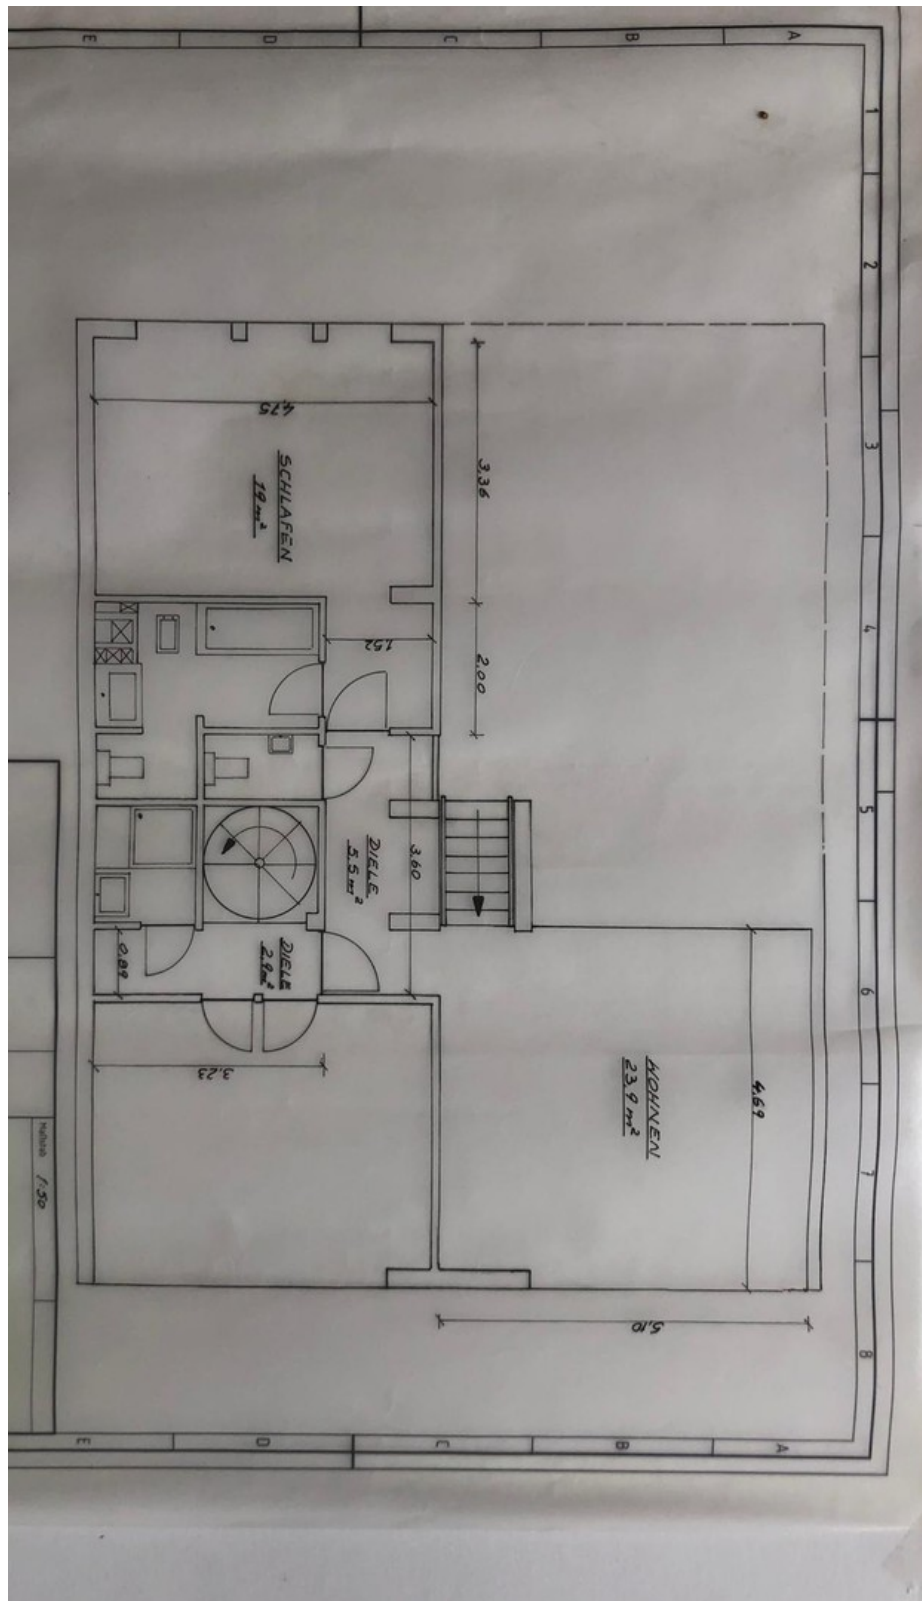 E D C B A
1
2
3
4
5
6
7
8
4,75
SCHLAFEN
19 m²
3,36
1,52
2,00
DIELE
5,5 m²
3,60
DIELE
2,9 m²
0,89
3,23
WOHNEN
23,9 m²
4,69
5,10
Maßstab 1:50
E D C B A